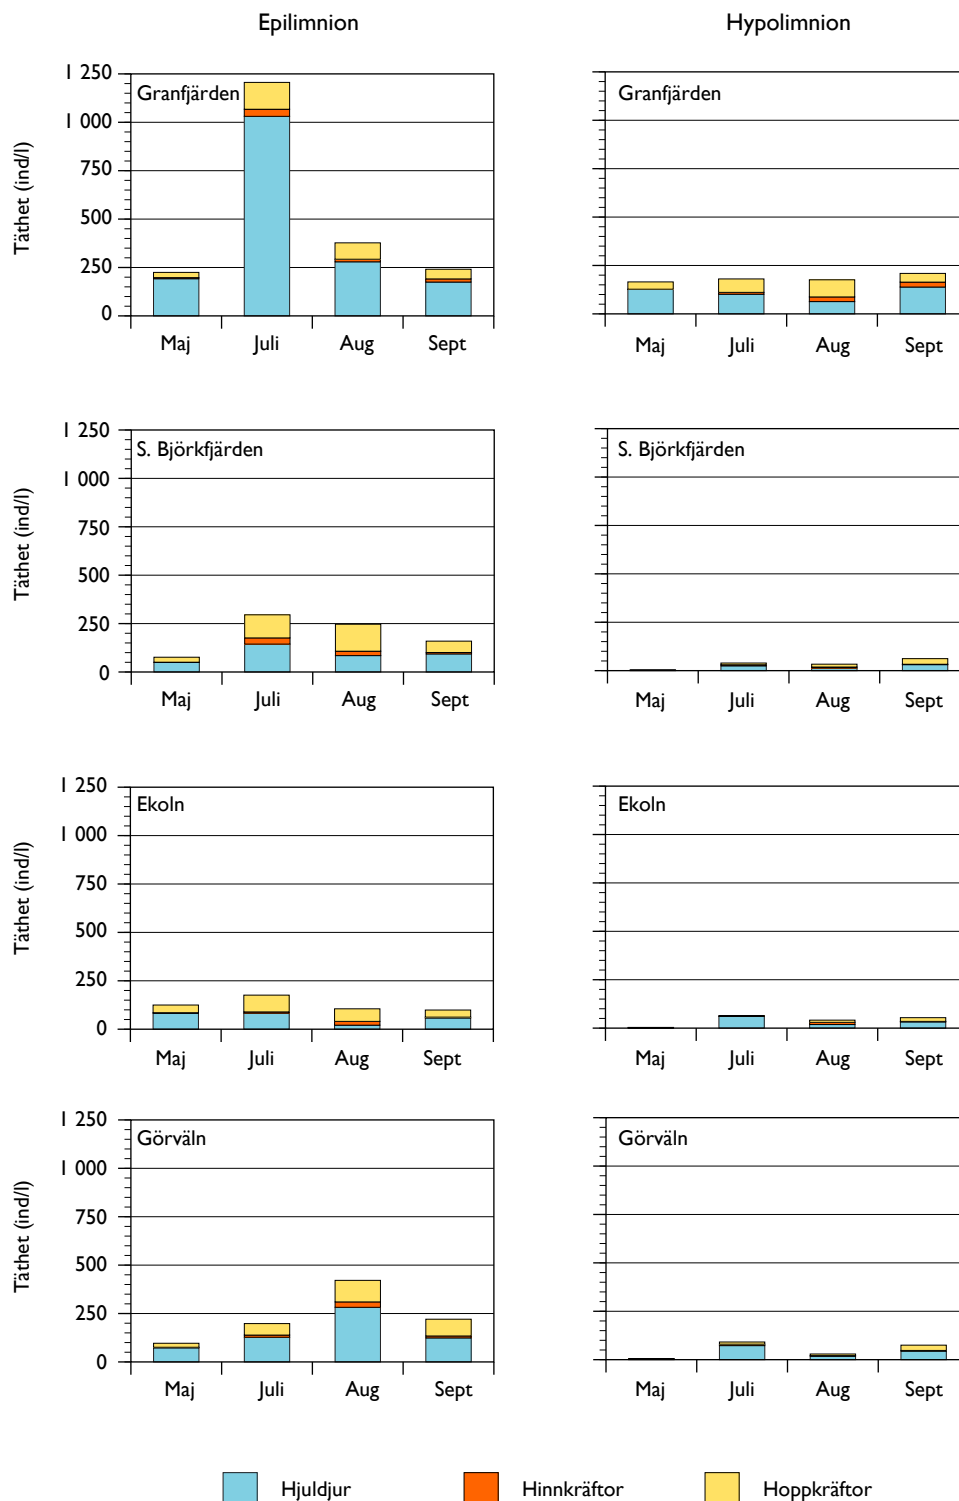 Epilimnion
Hypolimnion
Täthet (ind/l)
1 250
1 000
750
500
250
0
Granfjärden
Maj Juli Aug Sept
Granfjärden
Maj Juli Aug Sept
Täthet (ind/l)
1 250
1 000
750
500
250
0
S. Björkfjärden
Maj Juli Aug Sept
S. Björkfjärden
Maj Juli Aug Sept
Täthet (ind/l)
1 250
1 000
750
500
250
0
Ekoln
Maj Juli Aug Sept
Ekoln
Maj Juli Aug Sept
Täthet (ind/l)
1 250
1 000
750
500
250
0
Görväln
Maj Juli Aug Sept
Görväln
Maj Juli Aug Sept
Hjuldjur Hinnkräftor Hoppkräftor